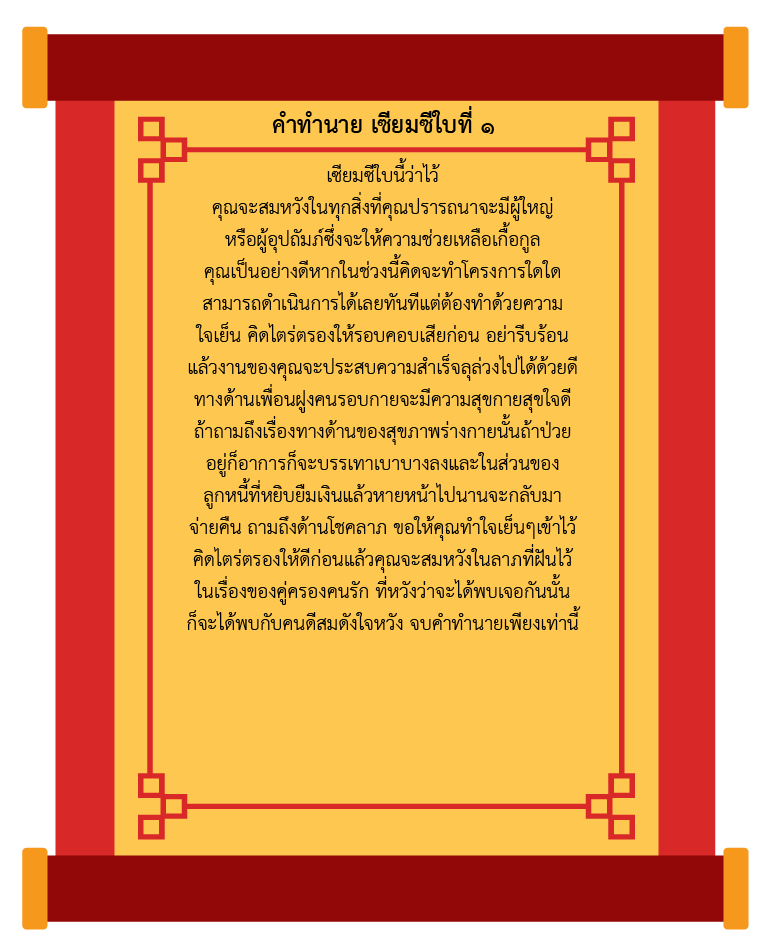 คำทำนาย เซียมซีใบที่ ๑
เซียมซีใบนี้ว่าไว้
คุณจะสมหวังในทุกสิ่งที่คุณปรารถนาจะมีผู้ใหญ่
หรือผู้อุปถัมภ์ซึ่งจะให้ความช่วยเหลือเกื้อกูล
คุณเป็นอย่างดีหากในช่วงนี้คิดจะทำโครงการใดใด
สามารถดำเนินการได้เลยทันทีแต่ต้องทำด้วยความ
ใจเย็น คิดไตร่ตรองให้รอบคอบเสียก่อน อย่ารีบร้อน
แล้วงานของคุณจะประสบความสำเร็จลุล่วงไปได้ด้วยดี
ทางด้านเพื่อนฝูงคนรอบกายจะมีความสุขกายสุขใจดี
ถ้าถามถึงเรื่องทางด้านของสุขภาพร่างกายนั้นถ้าป่วย
อยู่ก็อาการก็จะบรรเทาเบาบางลงและในส่วนของ
ลูกหนี้ที่หยิบยืมเงินแล้วหายหน้าไปนานจะกลับมา
จ่ายคืน ถามถึงด้านโชคลาภ ขอให้คุณทำใจเย็นๆเข้าไว้
คิดไตร่ตรองให้ดีก่อนแล้วคุณจะสมหวังในลาภที่ฝันไว้
ในเรื่องของคู่ครองคนรัก ที่หวังว่าจะได้พบเจอกันนั้น
ก็จะได้พบกับคนดีสมดังใจหวัง จบคำทำนายเพียงเท่านี้